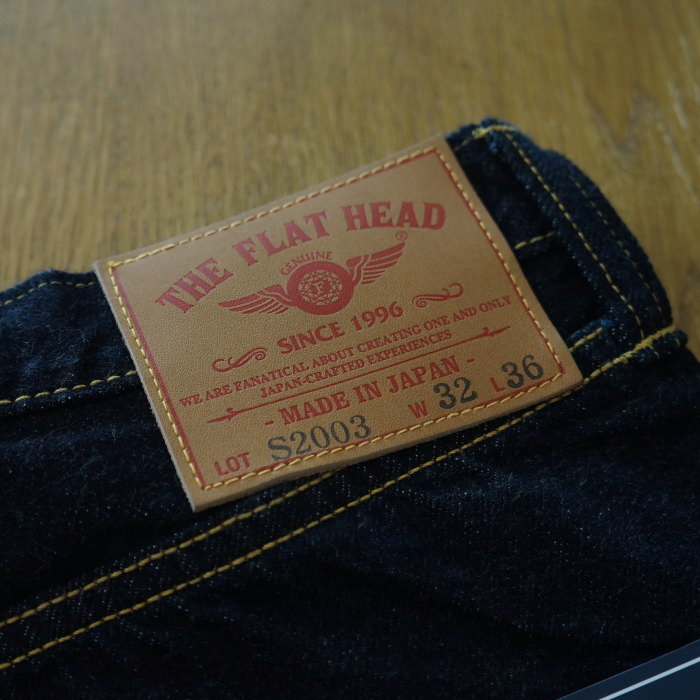 THE FLAT HEAD
®
GENUINE
F
SINCE 1996
WE ARE FANATICAL ABOUT CREATING ONE AND ONLY
JAPAN-CRAFTED EXPERIENCES
- MADE IN JAPAN -
LOT S2003 W 32 L 36